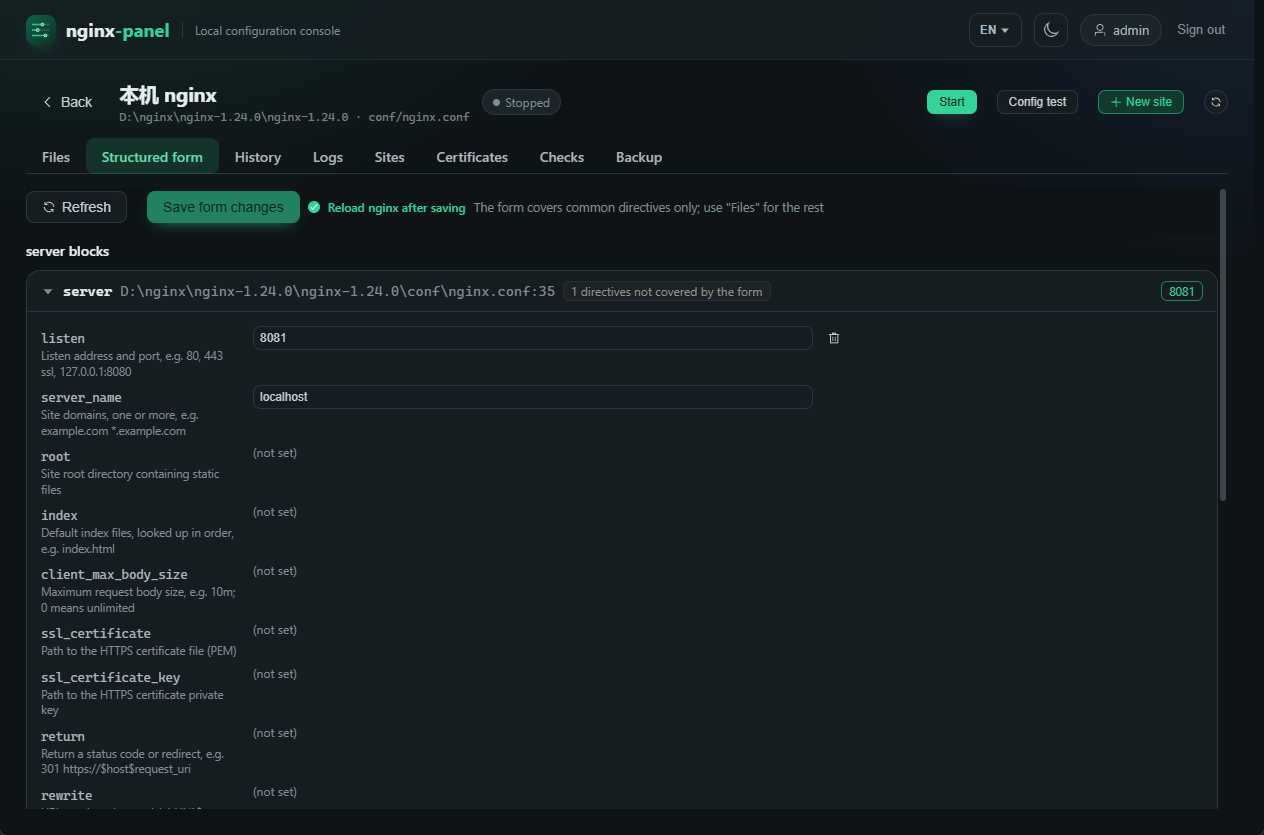 nginx-panel Local configuration console EN admin Sign out
Back 本机 nginx Stopped Start Config test + New site
D:\nginx\nginx-1.24.0\nginx-1.24.0 · conf/nginx.conf
Files Structured form History Logs Sites Certificates Checks Backup
Refresh Save form changes Reload nginx after saving The form covers common directives only; use "Files" for the rest
server blocks
server D:\nginx\nginx-1.24.0\nginx-1.24.0\conf\nginx.conf:35 1 directives not covered by the form 8081
listen 8081
Listen address and port, e.g. 80, 443
ssl, 127.0.0.1:8080
server_name localhost
Site domains, one or more, e.g.
example.com *.example.com
root (not set)
Site root directory containing static
files
index (not set)
Default index files, looked up in order,
e.g. index.html
client_max_body_size (not set)
Maximum request body size, e.g. 10m;
0 means unlimited
ssl_certificate (not set)
Path to the HTTPS certificate file (PEM)
ssl_certificate_key (not set)
Path to the HTTPS certificate private
key
return (not set)
Return a status code or redirect, e.g.
301 https://$host$request_uri
rewrite (not set)